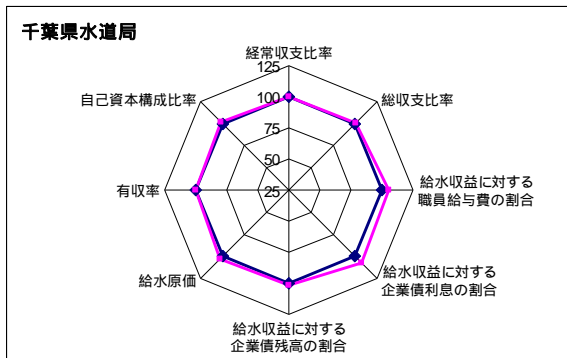 千葉県水道局
経常収支比率
125
100
75
50
25
総収支比率
給水収益に対する
職員給与費の割合
給水収益に対する
企業債利息の割合
給水収益に対する
企業債残高の割合
給水原価
有収率
自己資本構成比率